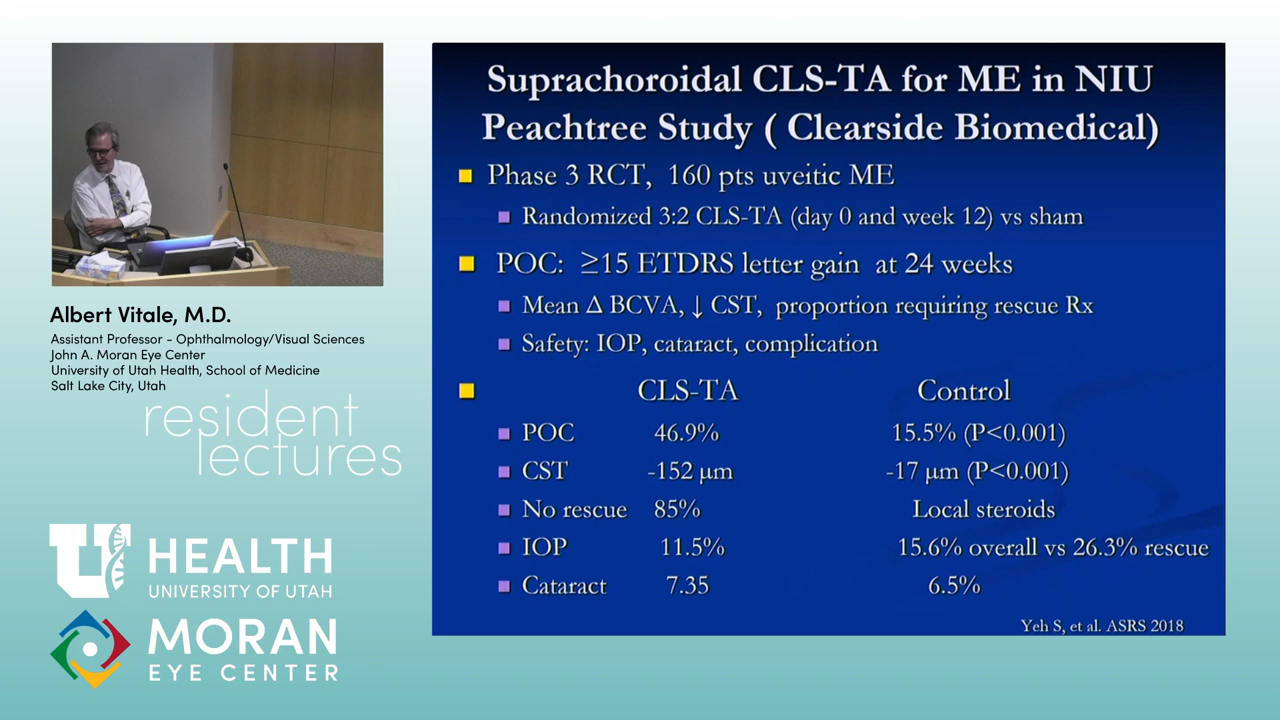 Suprachoroidal CLS-TA for ME in NIU
Peachtree Study ( Clearside Biomedical)
Phase 3 RCT, 160 pts uveitic ME
Randomized 3:2 CLS-TA (day 0 and week 12) vs sham
POC: ≥15 ETDRS letter gain at 24 weeks
Mean Δ BCVA, ↓ CST, proportion requiring rescue Rx
Safety: IOP, cataract, complication
CLS-TA Control
POC 46.9% 15.5% (P<0.001)
CST -152 μm -17 μm (P<0.001)
No rescue 85% Local steroids
IOP 11.5% 15.6% overall vs 26.3% rescue
Cataract 7.35 6.5%
Yeh S, et al. ASRS 2018
Albert Vitale, M.D.
Assistant Professor - Ophthalmology/Visual Sciences
John A. Moran Eye Center
University of Utah Health, School of Medicine
Salt Lake City, Utah
resident
lectures
U HEALTH
UNIVERSITY OF UTAH
MORAN
EYE CENTER